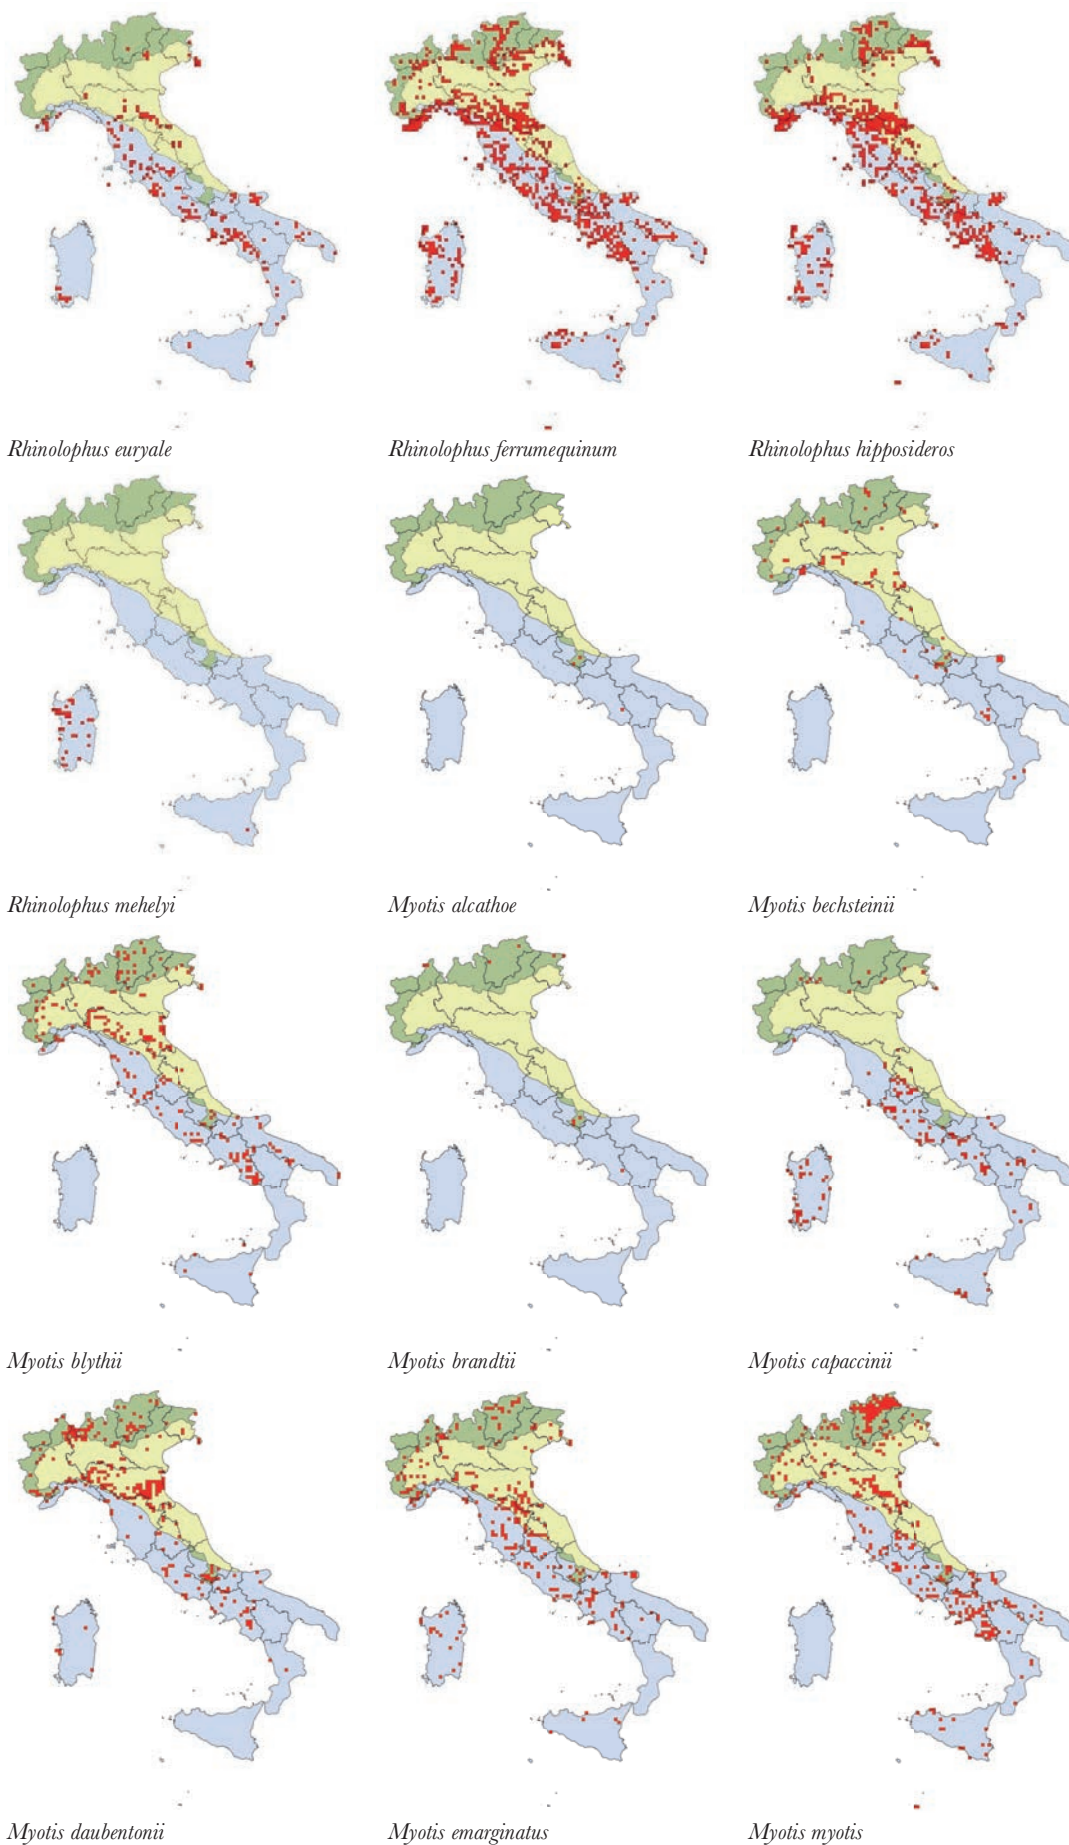 Rhinolophus euryale
Rhinolophus ferrumequinum
Rhinolophus hipposideros
Rhinolophus mehelyi
Myotis alcathoe
Myotis bechsteinii
Myotis blythii
Myotis brandtii
Myotis capaccinii
Myotis daubentonii
Myotis emarginatus
Myotis myotis